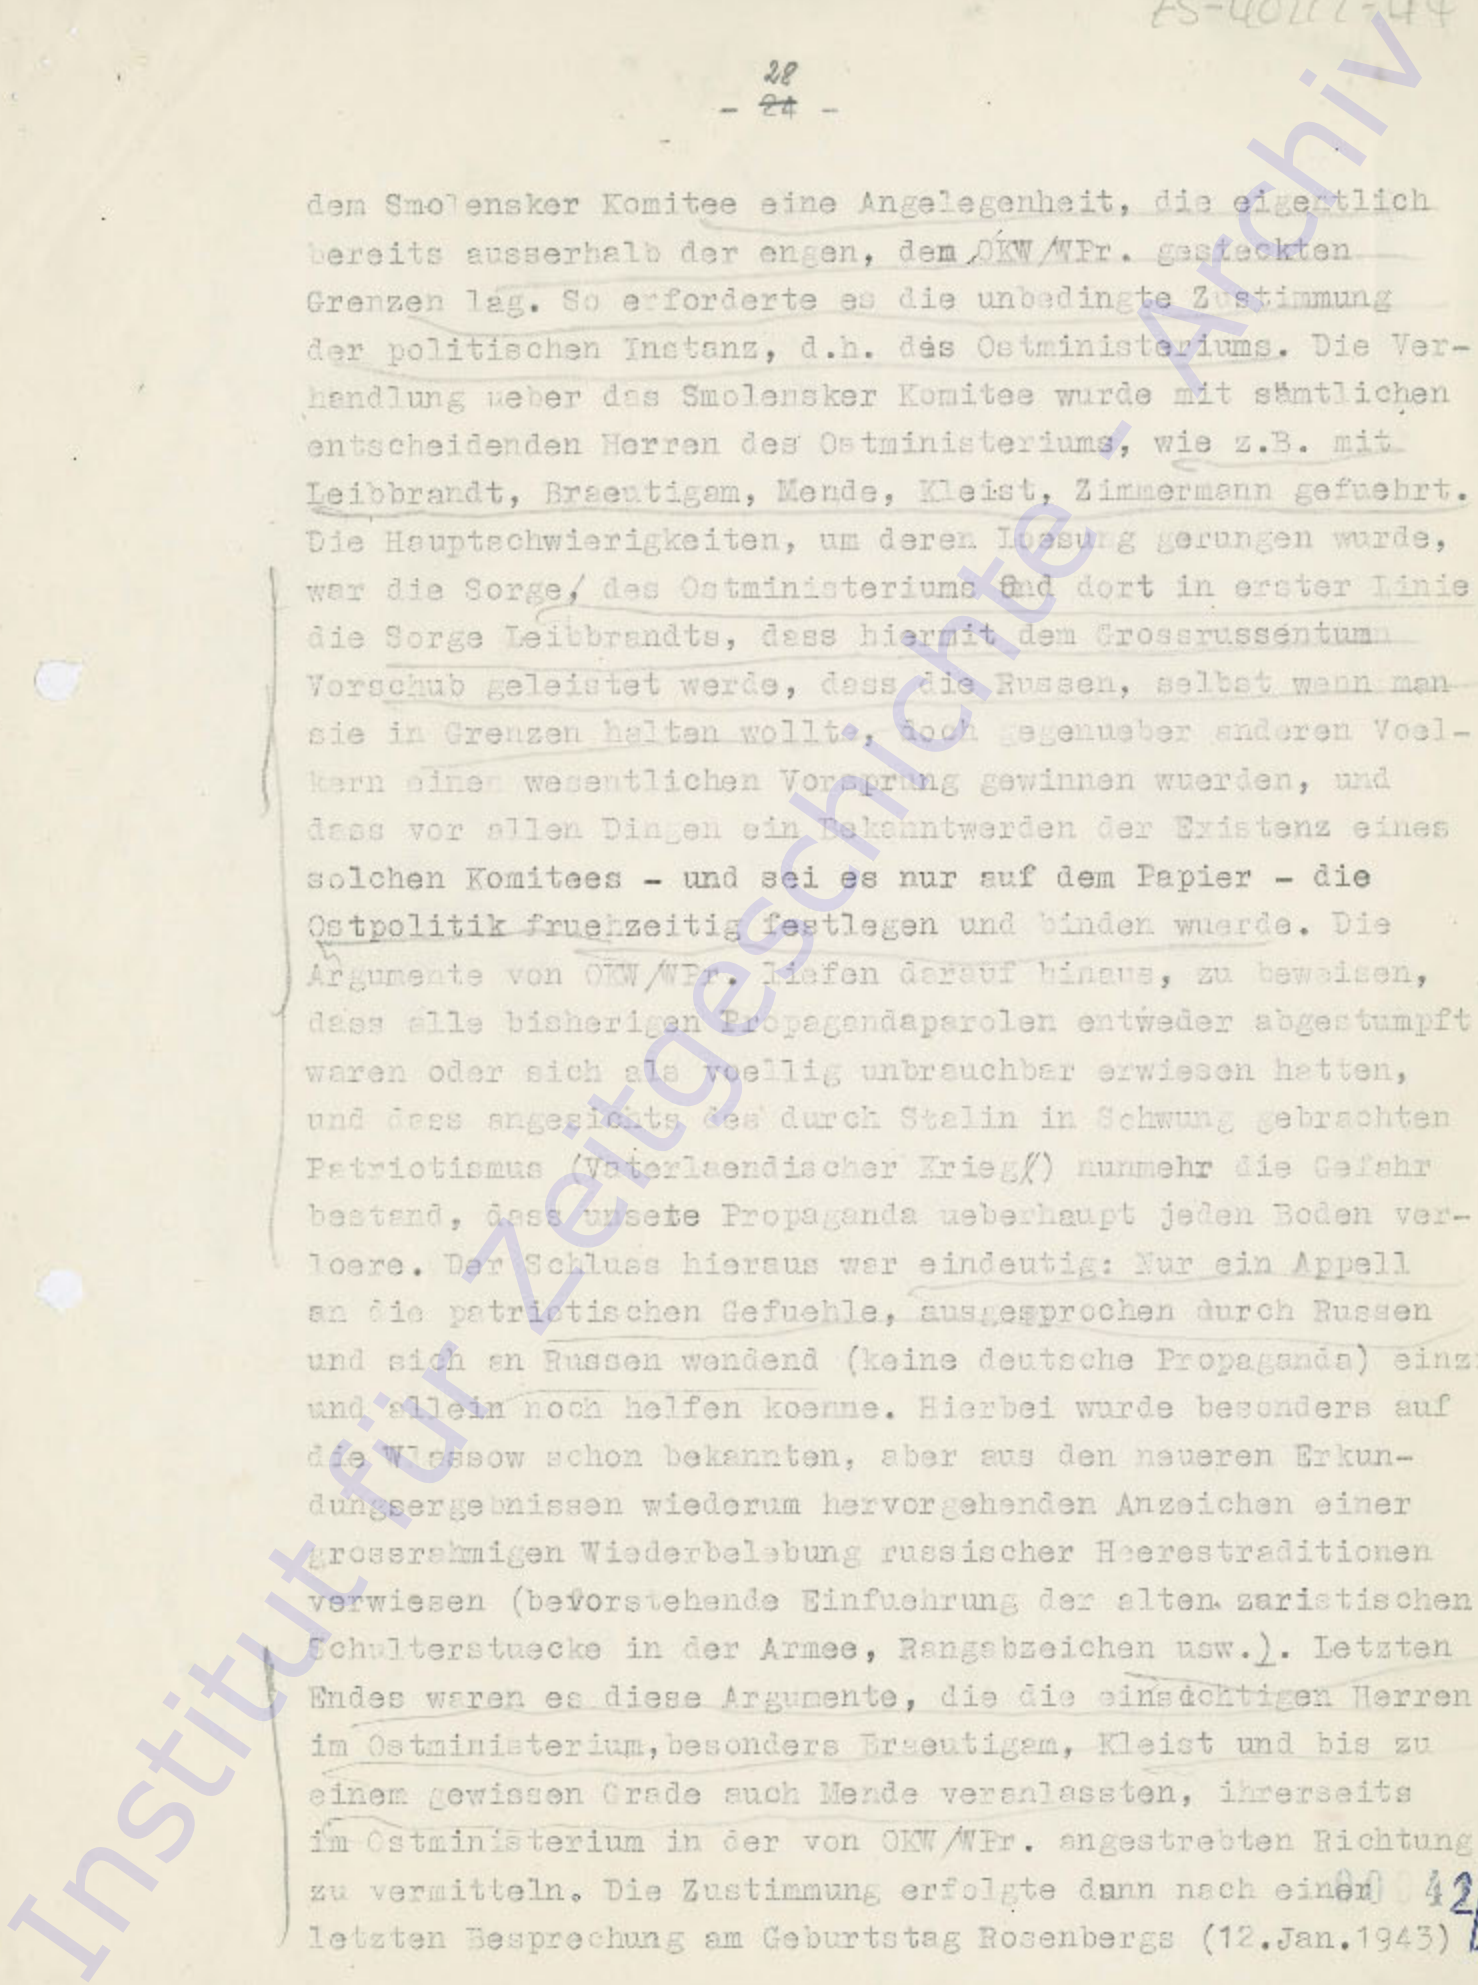 28
- 24 -
dem Smolensker Komitee eine Angelegenheit, die eigentlich
bereits ausserhalb der engen, dem OKW/WPr. gesteckten
Grenzen lag. So erforderte es die unbedingte Zustimmung
der politischen Instanz, d.h. des Ostministeriums. Die Ver-
handlung ueber das Smolensker Komitee wurde mit sämtlichen
entscheidenden Herren des Ostministeriums, wie z.B. mit
Leibbrandt, Braeutigam, Mende, Kleist, Zimmermann gefuehrt.
Die Hauptschwierigkeiten, um deren Loesung gerungen wurde,
war die Sorge, des Ostministeriums und dort in erster Linie
die Sorge Leibbrandts, dass hiermit dem Grossrussentum
Vorschub geleistet werde, dass die Russen, selbst wenn man
sie in Grenzen halten wollte, doch gegenueber anderen Voel-
kern einen wesentlichen Vorsprung gewinnen wuerden, und
dass vor allen Dingen ein Bekanntwerden der Existenz eines
solchen Komitees - und sei es nur auf dem Papier - die
Ostpolitik fruehzeitig festlegen und binden wuerde. Die
Argumente von OKW/WPr. liefen darauf hinaus, zu beweisen,
dass alle bisherigen Propagandaparolen entweder abgestumpft
waren oder sich als voellig unbrauchbar erwiesen hatten,
und dass angesichts des durch Stalin in Schwung gebrachten
Patriotismus (Vaterlaendischer Krieg) nunmehr die Gefahr
bestand, dass unsete Propaganda ueberhaupt jeden Boden ver-
loere. Der Schluss hieraus war eindeutig: Nur ein Appell
an die patriotischen Gefuehle, ausgesprochen durch Russen
und sich an Russen wendend (keine deutsche Propaganda) einz
und allein noch helfen koenne. Hierbei wurde besonders auf
die Wlassow schon bekannten, aber aus den neueren Erkun-
dungsergebnissen wiederum hervorgehenden Anzeichen einer
grossrahmigen Wiederbelebung russischer Heerestraditionen
verwiesen (bevorstehende Einfuehrung der alten zaristischen
Schulterstuecke in der Armee, Rangabzeichen usw.). Letzten
Endes waren es diese Argumente, die die einsichtigen Herren
im Ostministerium, besonders Braeutigam, Kleist und bis zu
einem gewissen Grade auch Mende veranlassten, ihrerseits
im Ostministerium in der von OKW/WPr. angestrebten Richtung
zu vermitteln. Die Zustimmung erfolgte dann nach einer
letzten Besprechung am Geburtstag Rosenbergs (12.Jan.1943)
Institut für Zeitgeschichte - Archiv